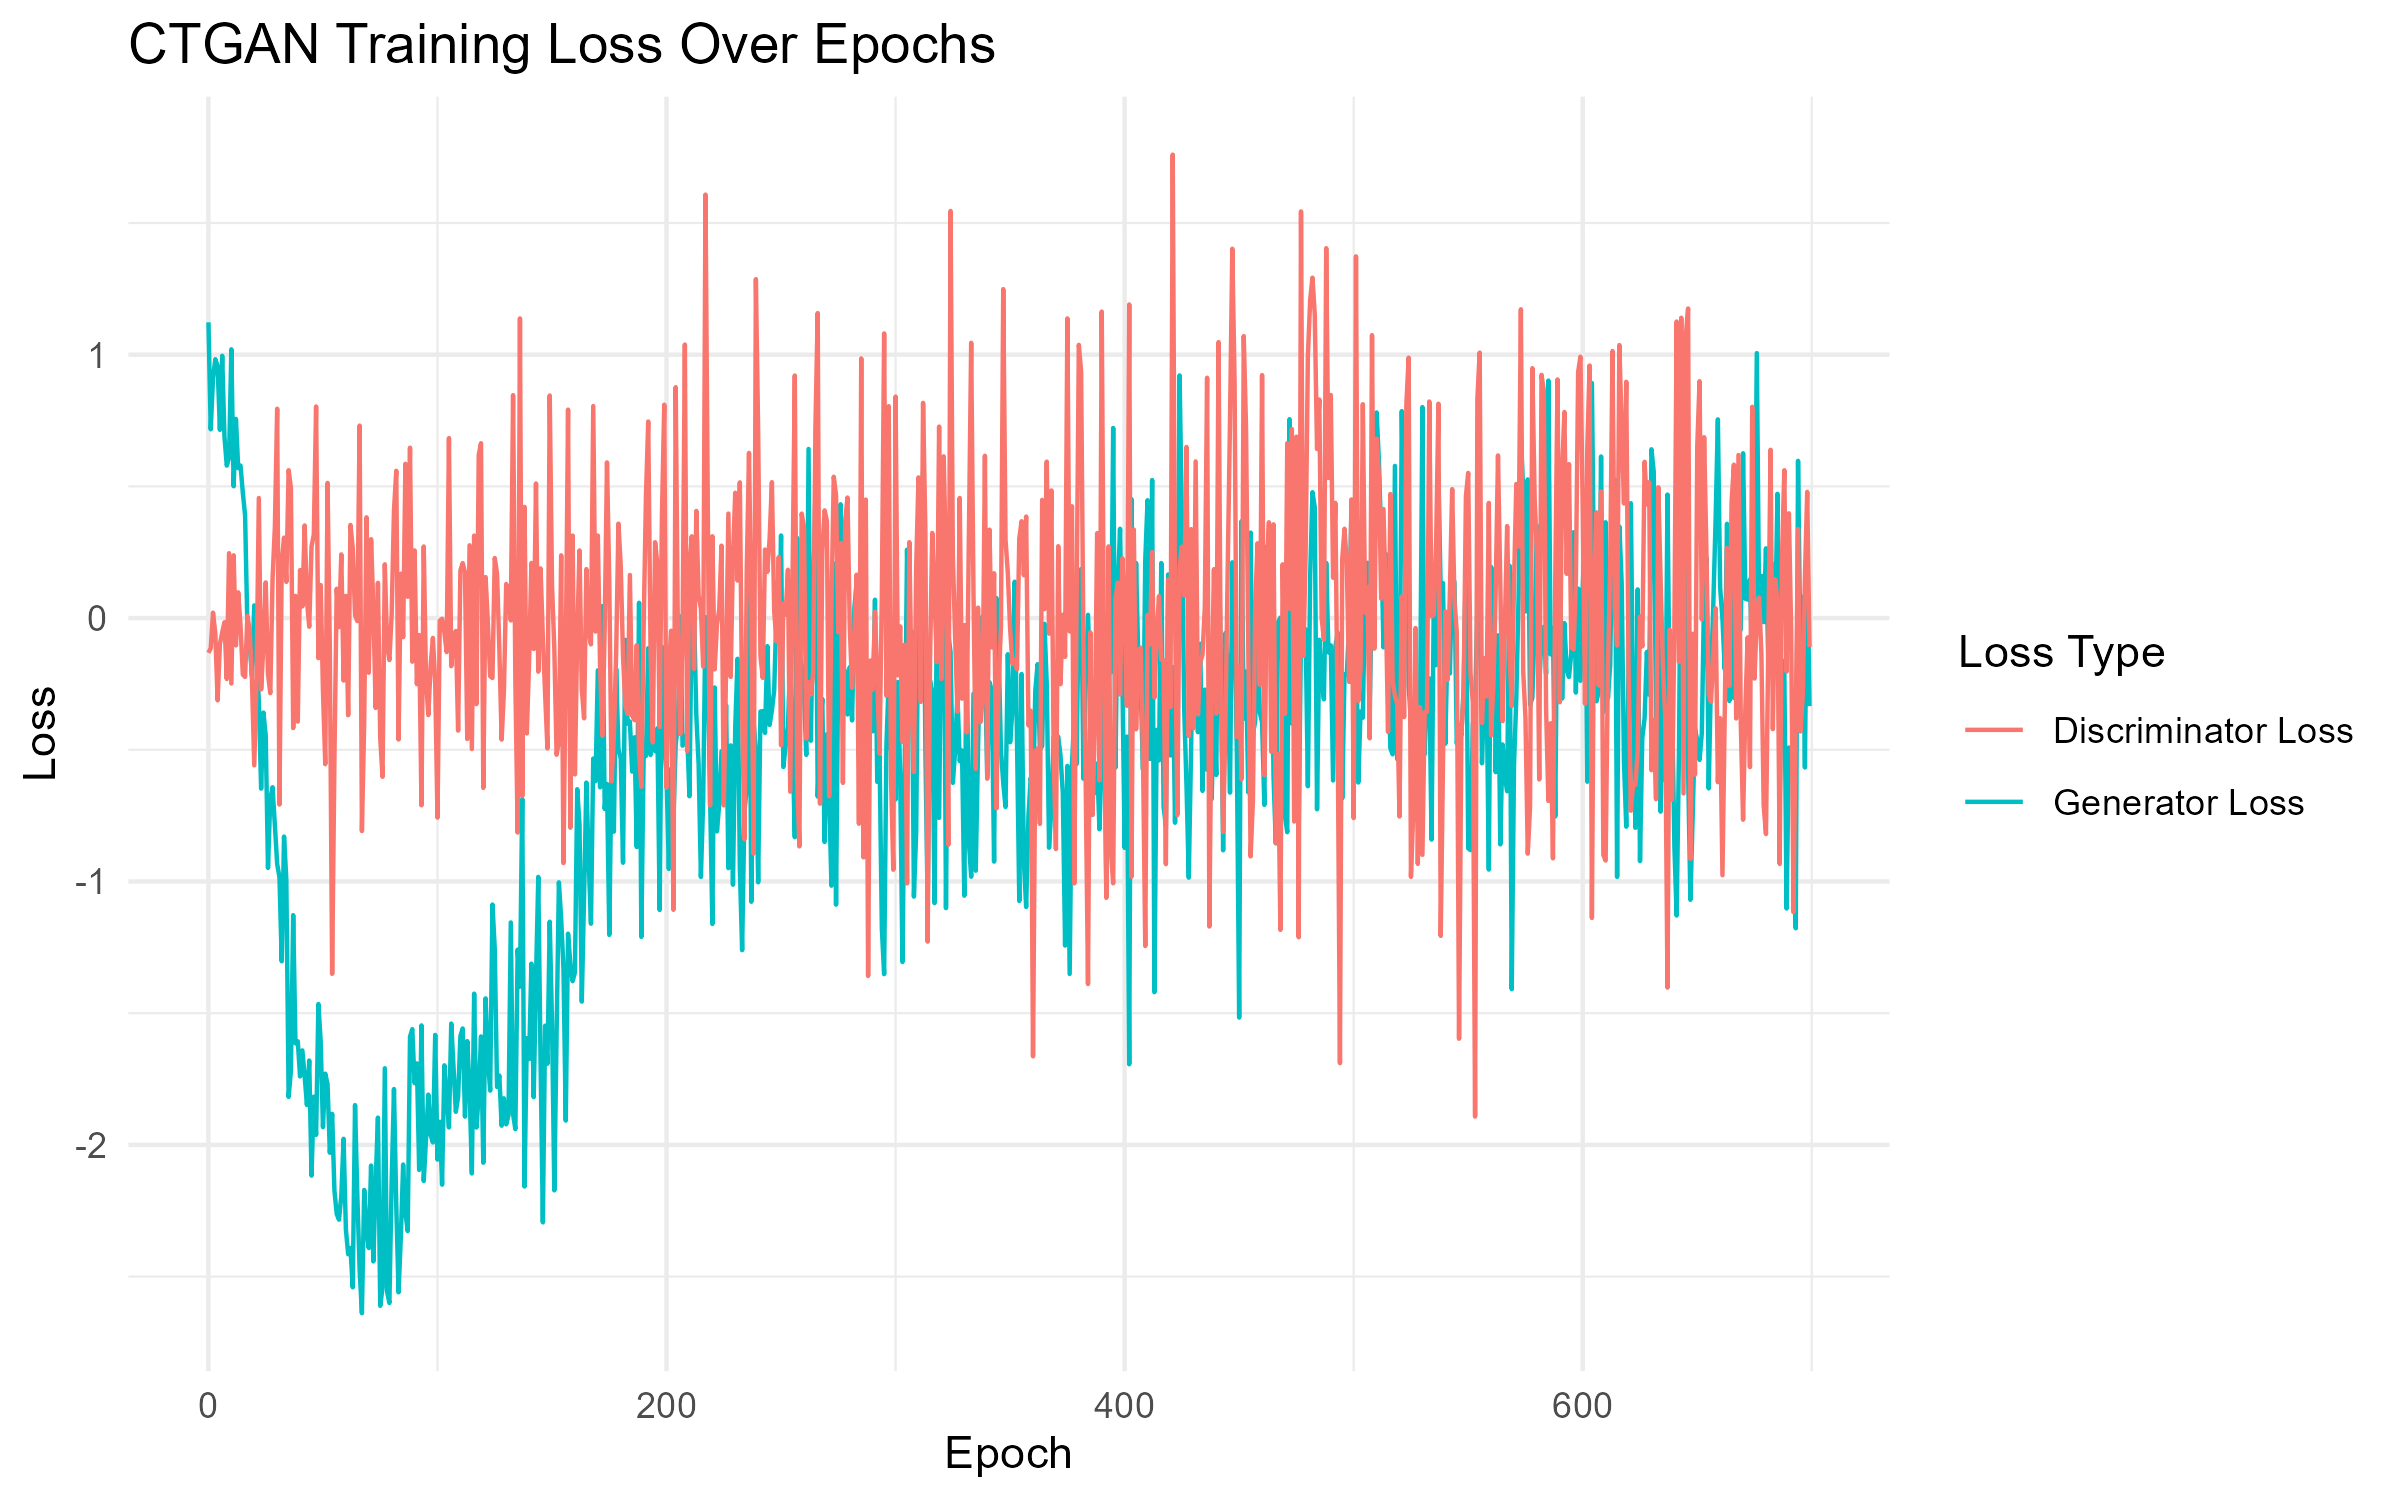 CTGAN Training Loss Over Epochs
1
0
-1
-2
Loss
0 200 400 600
Epoch
Loss Type
Discriminator Loss
Generator Loss